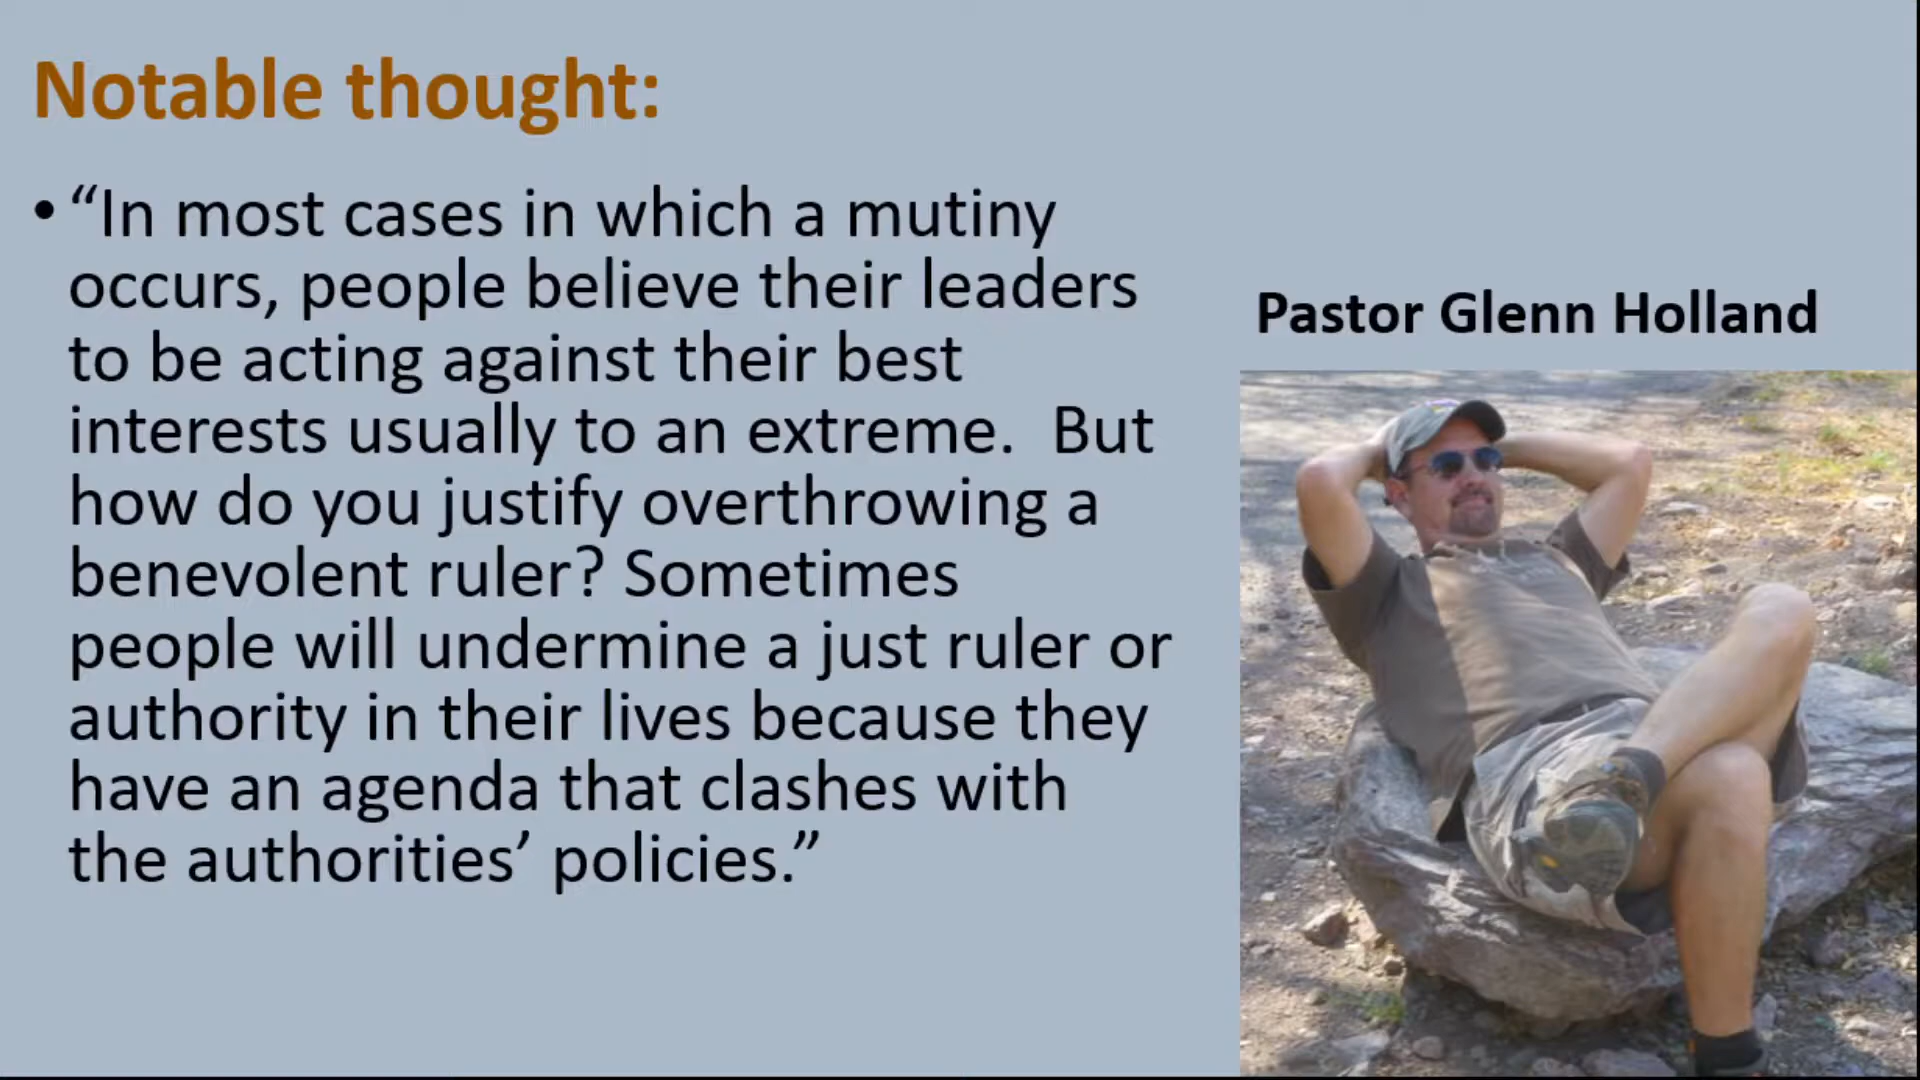 Notable thought:
• “In most cases in which a mutiny
occurs, people believe their leaders
to be acting against their best
interests usually to an extreme.  But
how do you justify overthrowing a
benevolent ruler? Sometimes
people will undermine a just ruler or
authority in their lives because they
have an agenda that clashes with
the authorities’ policies.”
Pastor Glenn Holland